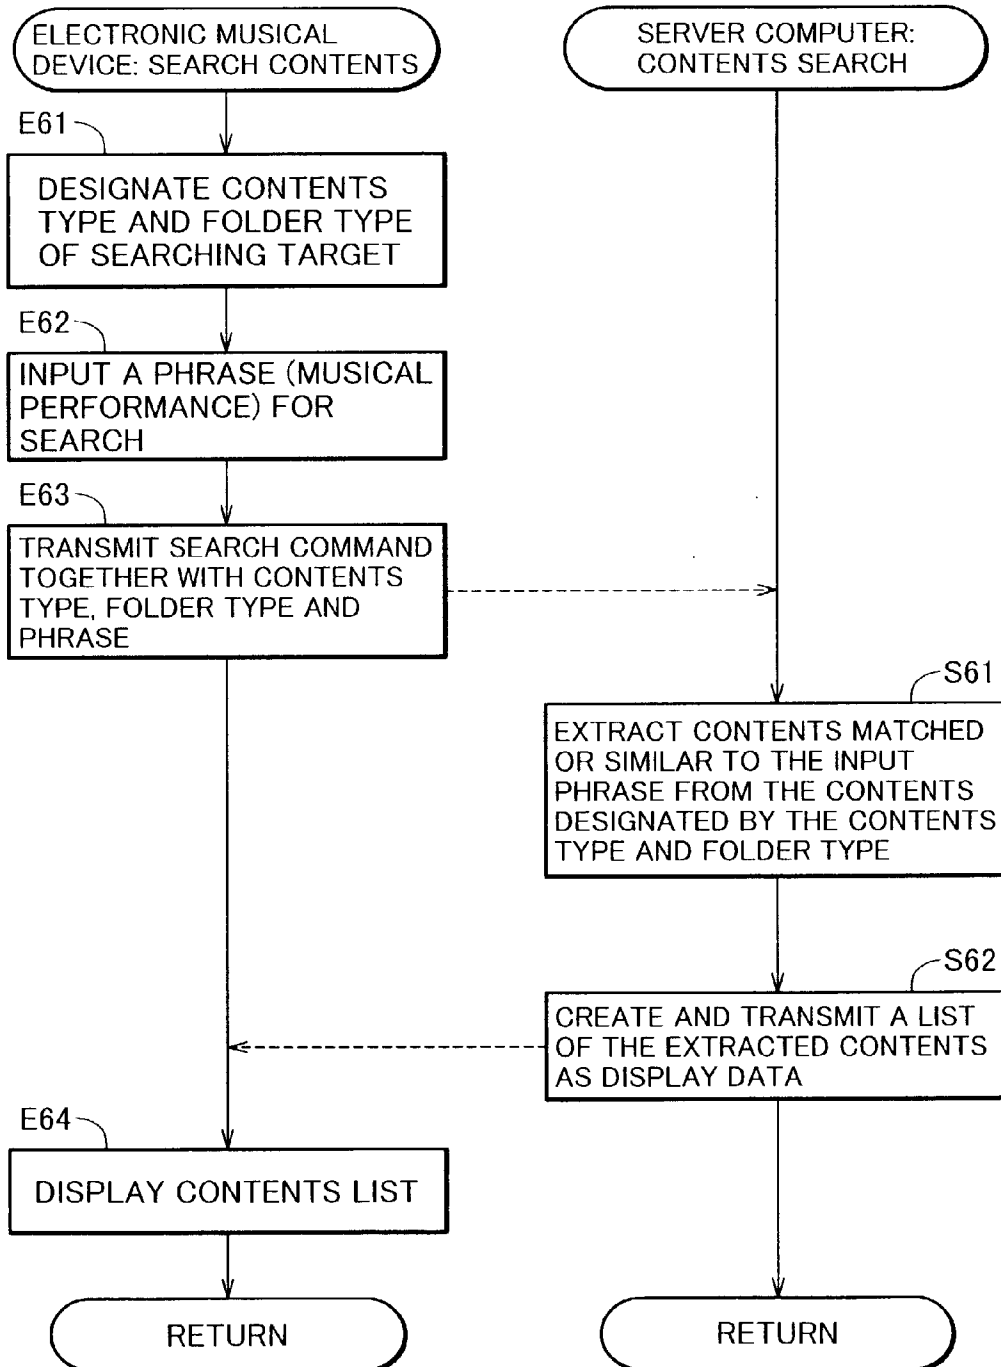 ELECTRONIC MUSICAL
DEVICE: SEARCH CONTENTS
E61
DESIGNATE CONTENTS
TYPE AND FOLDER TYPE
OF SEARCHING TARGET
E62
INPUT A PHRASE (MUSICAL
PERFORMANCE) FOR
SEARCH
E63
TRANSMIT SEARCH COMMAND
TOGETHER WITH CONTENTS
TYPE, FOLDER TYPE AND
PHRASE
E64
DISPLAY CONTENTS LIST
RETURN
SERVER COMPUTER:
CONTENTS SEARCH
S61
EXTRACT CONTENTS MATCHED
OR SIMILAR TO THE INPUT
PHRASE FROM THE CONTENTS
DESIGNATED BY THE CONTENTS
TYPE AND FOLDER TYPE
S62
CREATE AND TRANSMIT A LIST
OF THE EXTRACTED CONTENTS
AS DISPLAY DATA
RETURN